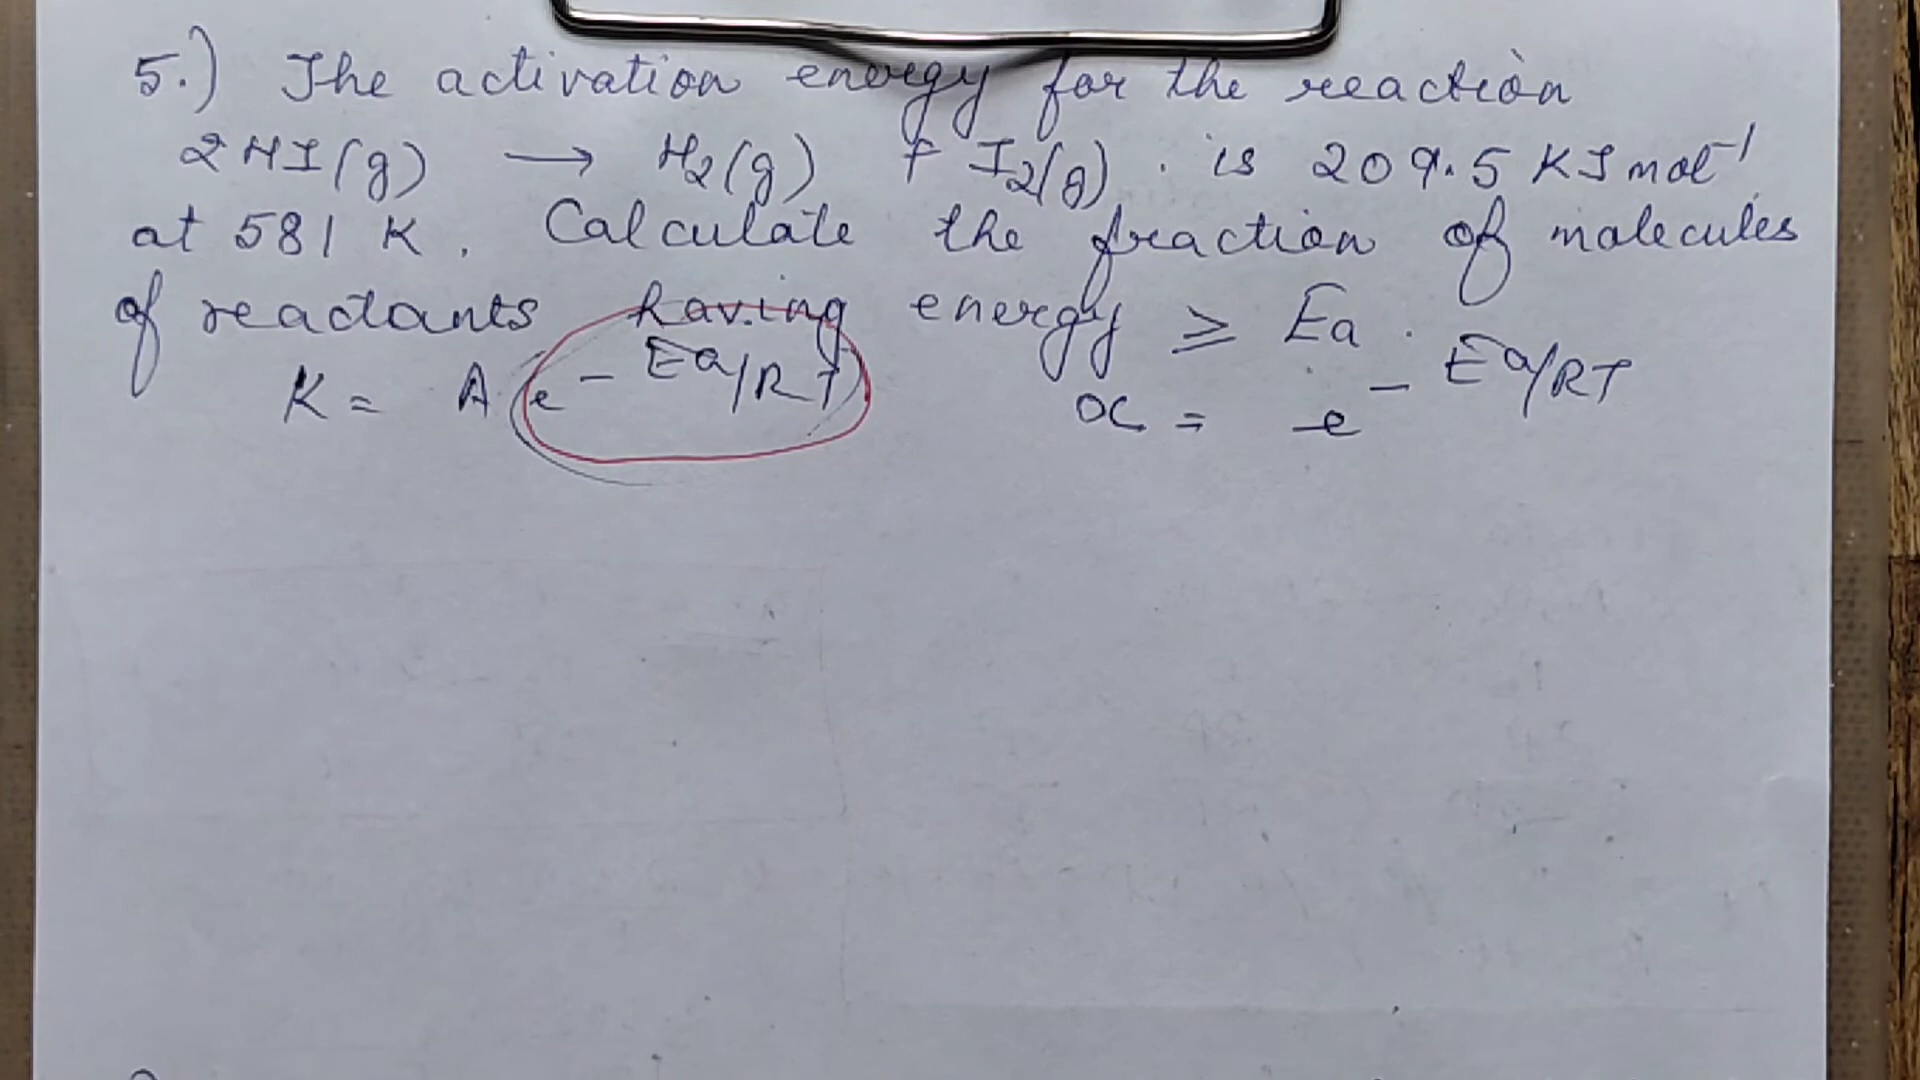 5.) The activation energy for the reaction
2HI(g) → H₂(g) + I₂(g). is 209.5 KJ mol⁻¹
at 581 K. Calculate the fraction of molecules
of reactants having energy ≥ Ea.
K = A e^-Ea/RT x = e^-Ea/RT